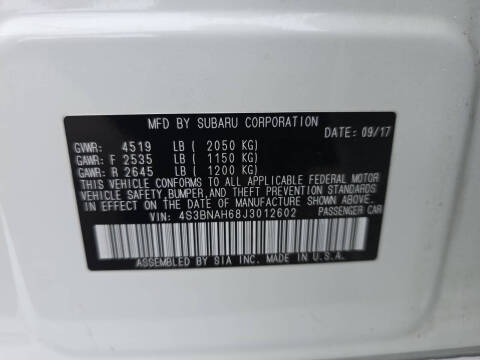 MFD BY SUBARU CORPORATION
DATE: 09/17
GVWR: 4519 LB ( 2050 KG)
GAWR: F 2535 LB ( 1150 KG)
GAWR: R 2645 LB ( 1200 KG)
THIS VEHICLE CONFORMS TO ALL APPLICABLE FEDERAL MOTOR
VEHICLE SAFETY,BUMPER,AND THEFT PREVENTION STANDARDS
IN EFFECT ON THE DATE OF MANUFACTURE SHOWN ABOVE.
VIN: 4S3BNAH68J3012602 PASSENGER CAR
ASSEMBLED BY SIA INC. MADE IN U.S.A.